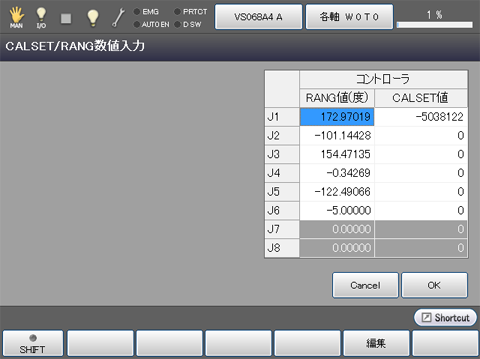 MAN I/O EMG PRTCT AUTO EN D SW VS068A4 A 各軸 W0T0 1 %
CALSET/RANG数値入力
コントローラ
RANG値(度) CALSET値
J1 172.97019 -5038122
J2 -101.14428 0
J3 154.47135 0
J4 -0.34269 0
J5 -122.49066 0
J6 -5.00000 0
J7 0.00000 0
J8 0.00000 0
Cancel OK
Shortcut
SHIFT 編集